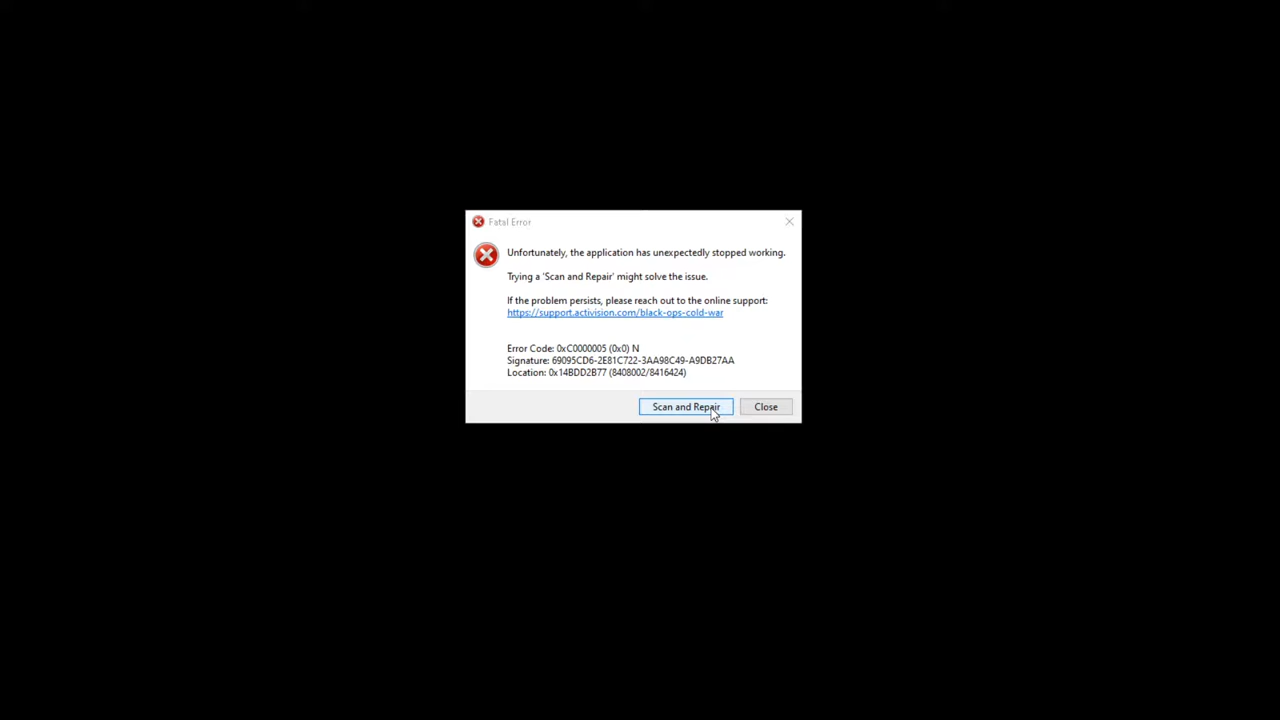 Fatal Error
Unfortunately, the application has unexpectedly stopped working.
Trying a 'Scan and Repair' might solve the issue.
If the problem persists, please reach out to the online support:
https://support.activision.com/black-ops-cold-war
Error Code: 0xC0000005 (0x0) N
Signature: 69095CD6-2E81C722-3AA98C49-A9DB27AA
Location: 0x14BDD2B77 (8408002/8416424)
Scan and Repair Close